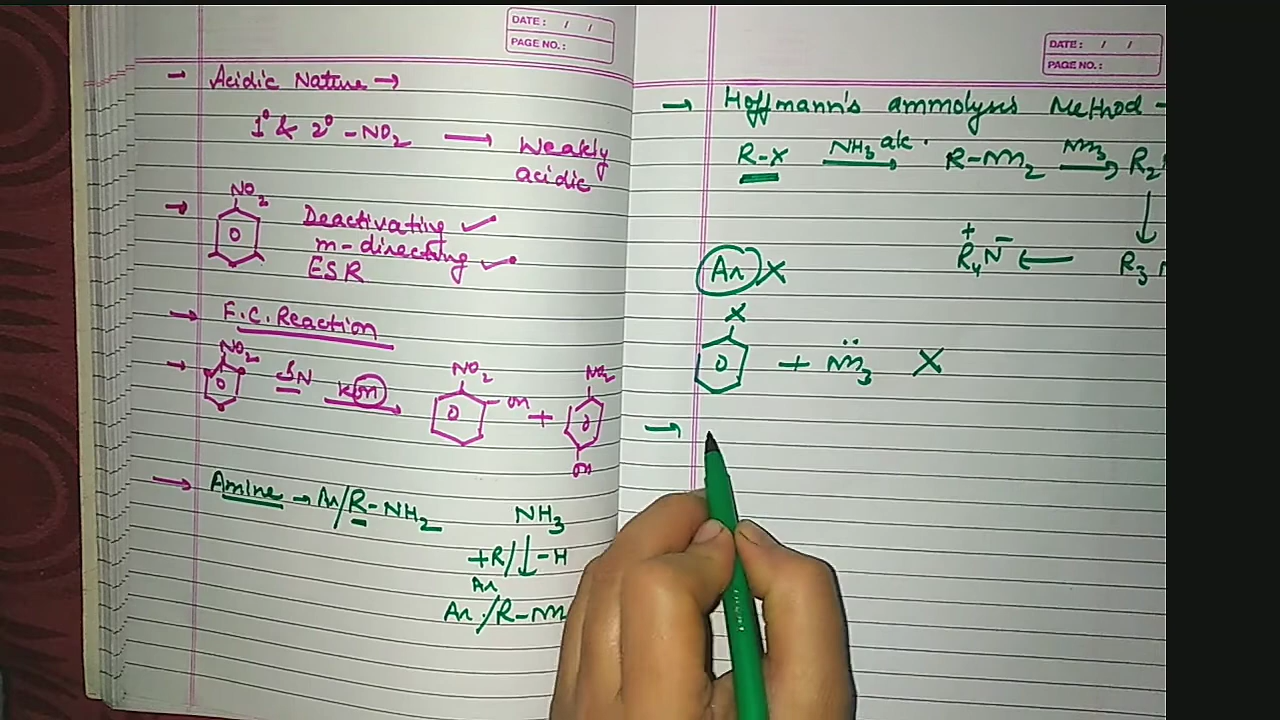 DATE: / /
PAGE NO.:
→ Acidic Nature →
1° & 2° - NO2 → Weakly
acidic
→ NO2
Deactivating ✓
m-directing ✓
ESR
→ F.C. Reaction
→ NO2 SN KOH → NO2 OH + NO2 OH
→ Amine → Ar/R-NH2
NH3
+R/ ↓ -H
Ar
Ar/R-NH
DATE: / /
PAGE NO.:
→ Hoffmann's ammolysis Method -
R-X NH3 alc. → R-NH2 NH3 → R2
↓
R4N + - ← R3
ArX
X
+ NH3 X
→